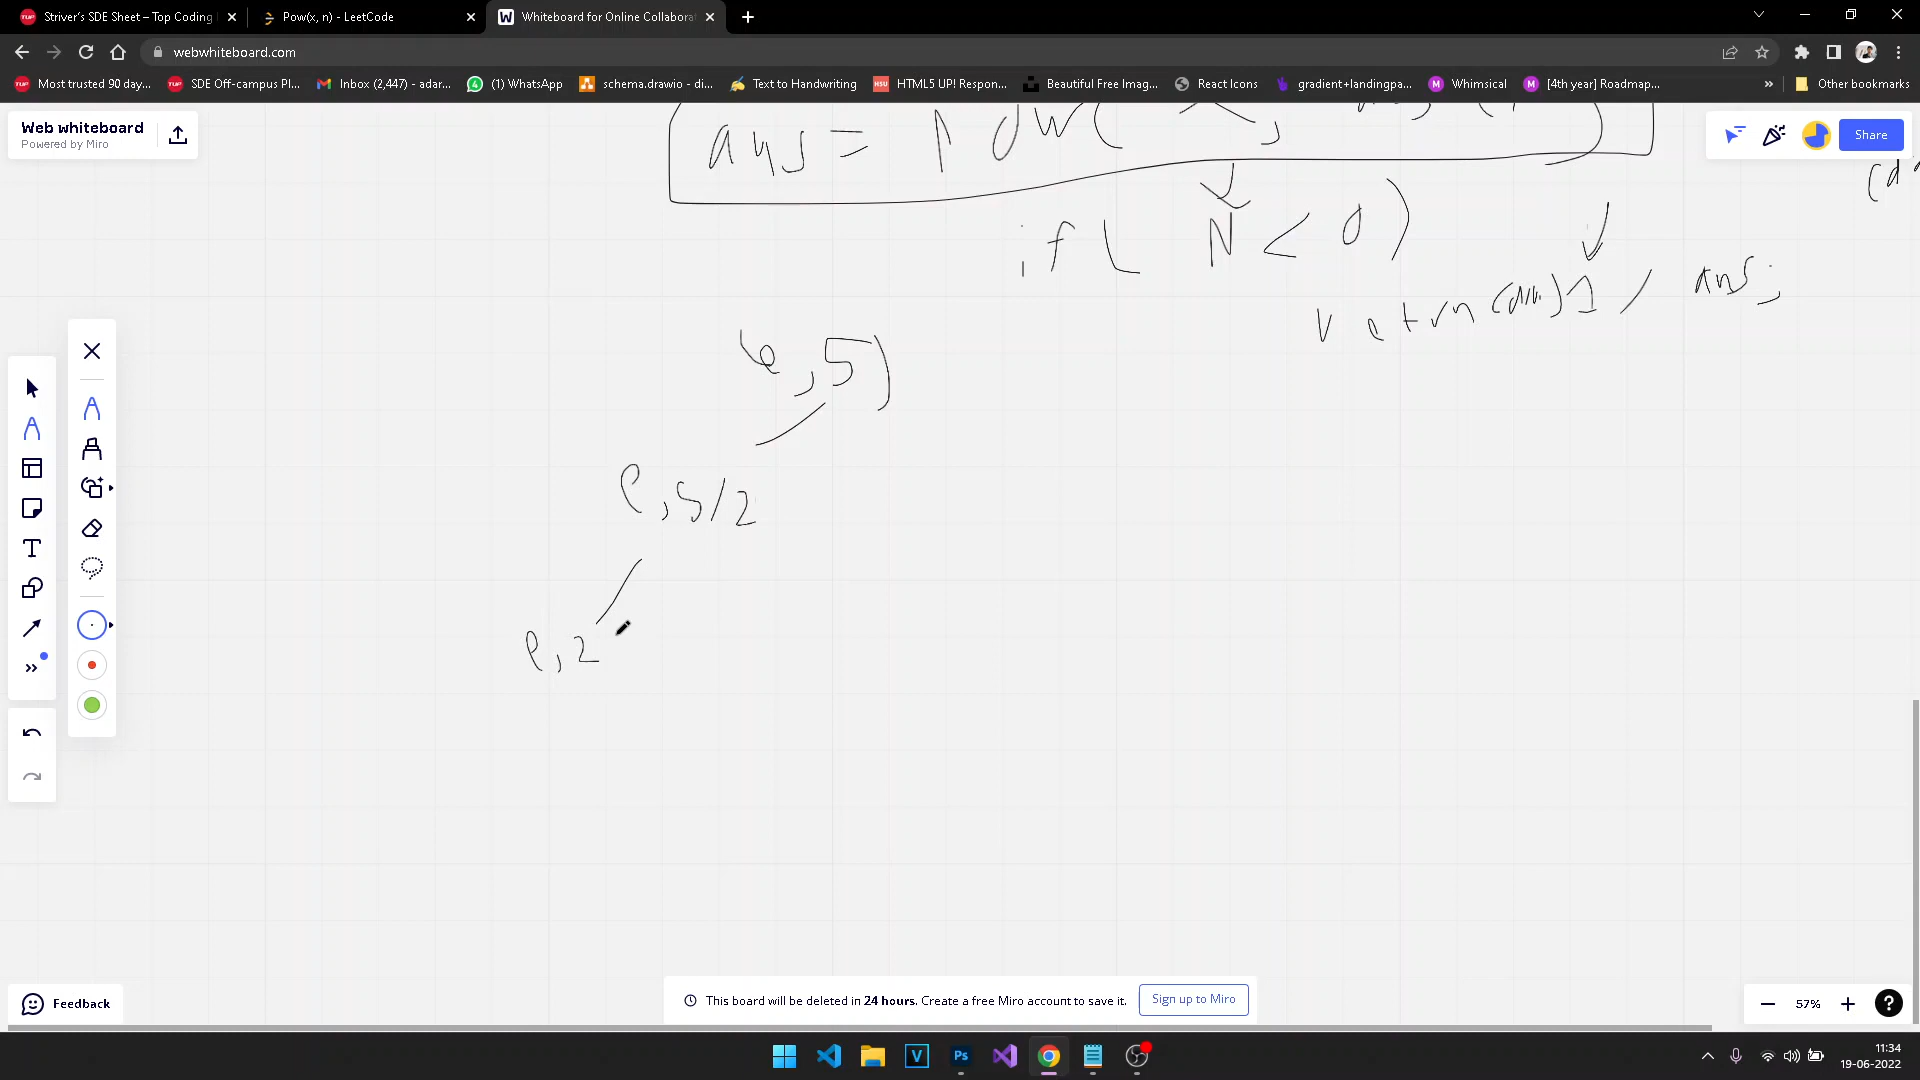 Striver's SDE Sheet – Top Coding
Pow(x, n) - LeetCode
Whiteboard for Online Collabora
webwhiteboard.com
Most trusted 90 day...
SDE Off-campus Pl...
Inbox (2,447) - adar...
(1) WhatsApp
schema.drawio - di...
Text to Handwriting
HTML5 UP! Respon...
Beautiful Free Imag...
React Icons
gradient+landingpa...
Whimsical
[4th year] Roadmap...
Other bookmarks
Web whiteboard
Powered by Miro
Share
ans = pow(
if( N < 0 )
return 1 / ans;
, 5)
e, 5/2
e, 2
Feedback
This board will be deleted in 24 hours. Create a free Miro account to save it.
Sign up to Miro
57%
11:34
19-06-2022